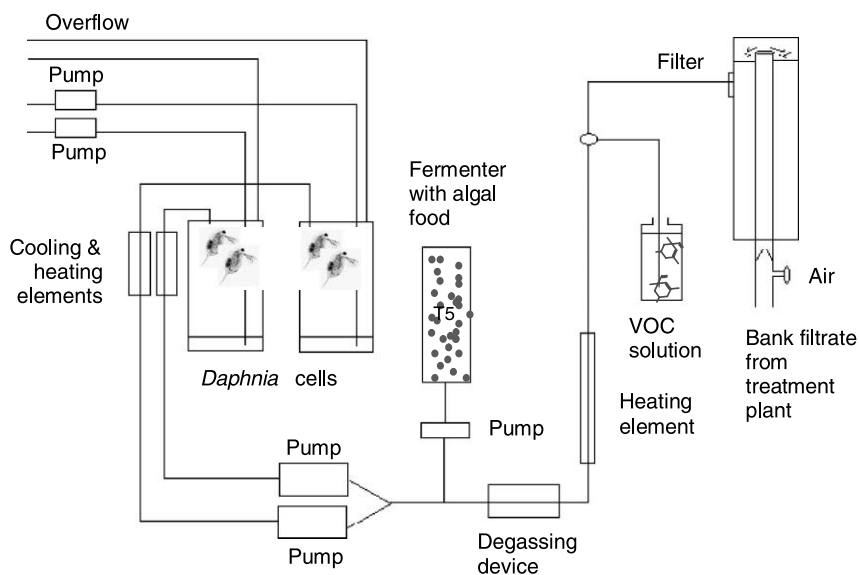 Overflow
Pump
Pump
Filter
Fermenter
with algal
food
Cooling &
heating
elements
T5
Air
VOC
solution
Bank filtrate
from
treatment
plant
Daphnia cells
Heating
element
Pump
Pump
Pump
Degassing
device